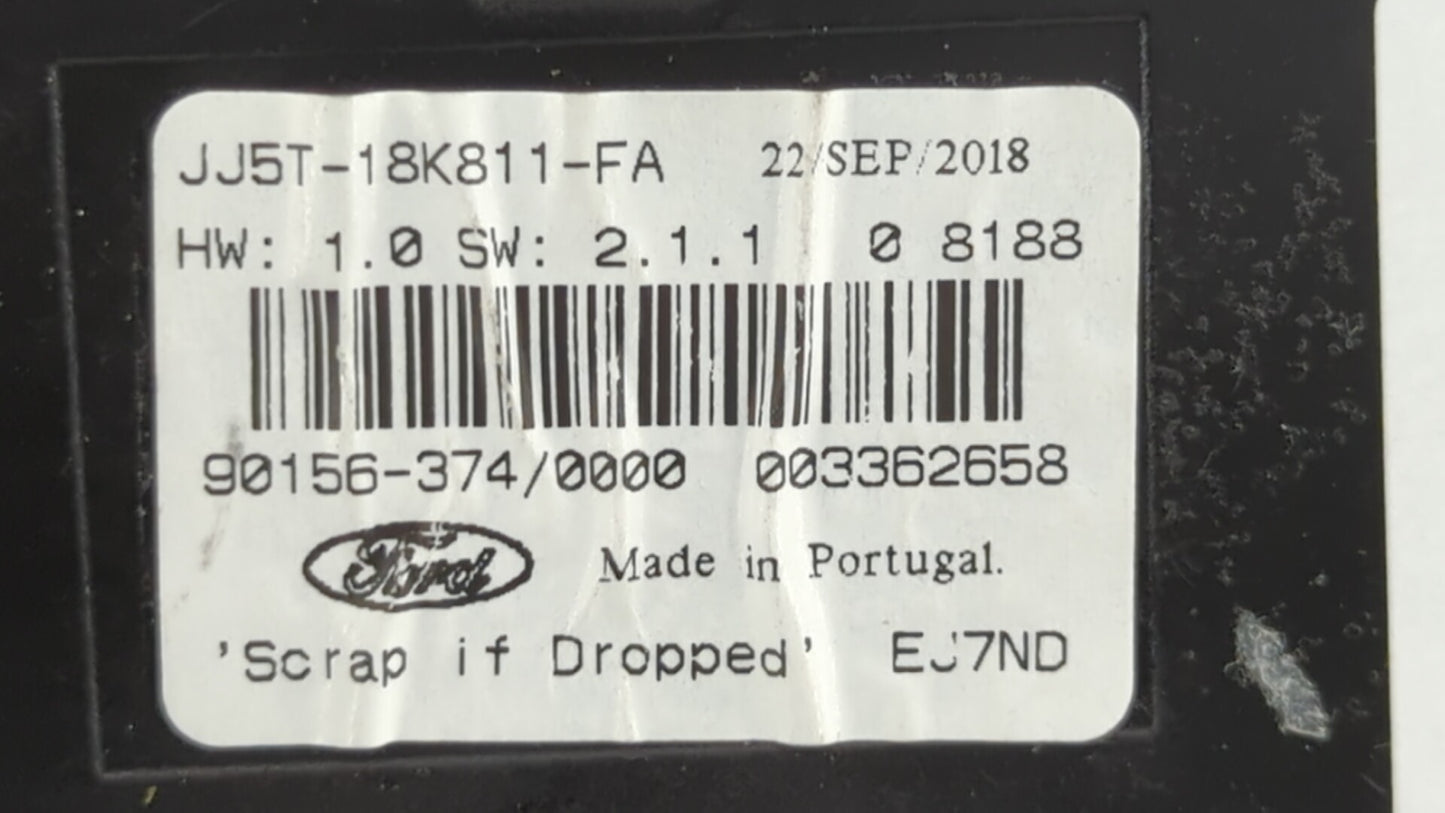 JJ5T-18K811-FA 22/SEP/2018
HW: 1.0 SW: 2.1.1 0 8188
90156-374/0000 003362658
Ford Made in Portugal.
'Scrap if Dropped' EJ7ND